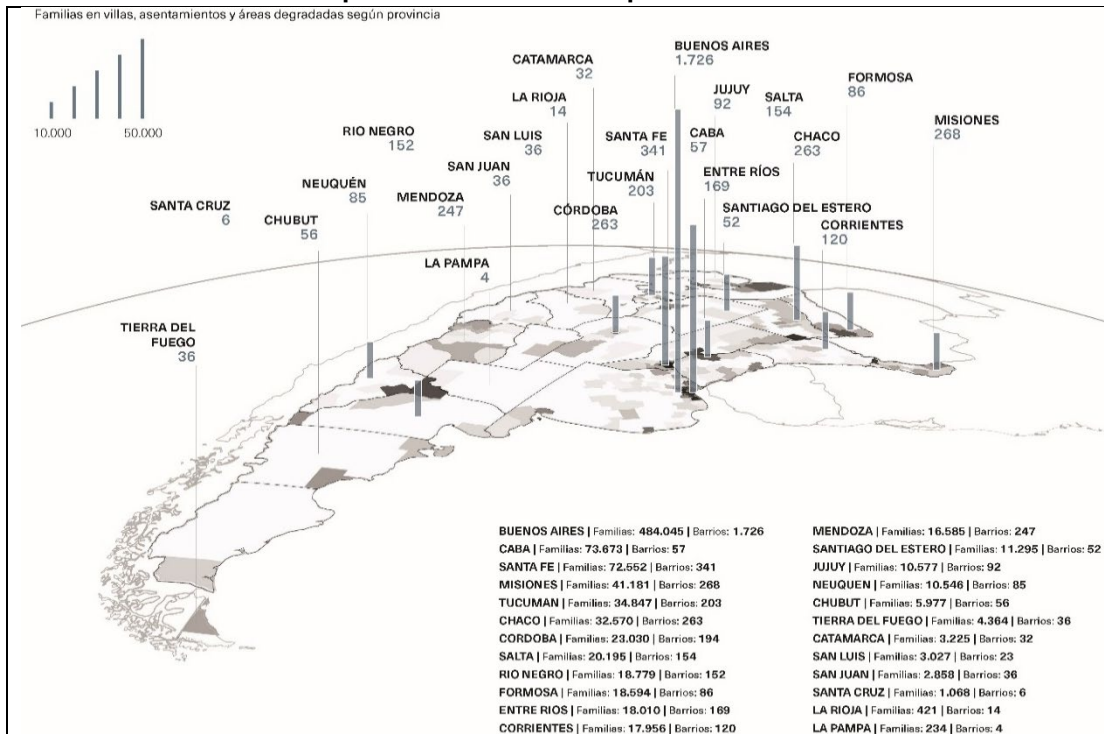 Familias en villas, asentamientos y áreas degradadas según provincia
10.000
50.000
BUENOS AIRES
1.726
CATAMARCA
32
JUJUY
92
FORMOSA
86
LA RIOJA
14
SALTA
154
MISIONES
268
RIO NEGRO
152
SAN LUIS
36
SANTA FE
341
CABA
57
CHACO
263
SAN JUAN
36
NEUQUÉN
85
TUCUMÁN
203
ENTRE RÍOS
169
MENDOZA
247
SANTA CRUZ
6
CHUBUT
56
CÓRDOBA
263
SANTIAGO DEL ESTERO
52
CORRIENTES
120
LA PAMPA
4
TIERRA DEL
FUEGO
36
BUENOS AIRES | Familias: 484.045 | Barrios: 1.726
CABA | Familias: 73.673 | Barrios: 57
SANTA FE | Familias: 72.552 | Barrios: 341
MISIONES | Familias: 41.181 | Barrios: 268
TUCUMAN | Familias: 34.847 | Barrios: 203
CHACO | Familias: 32.570 | Barrios: 263
CORDOBA | Familias: 23.030 | Barrios: 194
SALTA | Familias: 20.195 | Barrios: 154
RIO NEGRO | Familias: 18.779 | Barrios: 152
FORMOSA | Familias: 18.594 | Barrios: 86
ENTRE RIOS | Familias: 18.010 | Barrios: 169
CORRIENTES | Familias: 17.956 | Barrios: 120
MENDOZA | Familias: 16.585 | Barrios: 247
SANTIAGO DEL ESTERO | Familias: 11.295 | Barrios: 52
JUJUY | Familias: 10.577 | Barrios: 92
NEUQUEN | Familias: 10.546 | Barrios: 85
CHUBUT | Familias: 5.977 | Barrios: 56
TIERRA DEL FUEGO | Familias: 4.364 | Barrios: 36
CATAMARCA | Familias: 3.225 | Barrios: 32
SAN LUIS | Familias: 3.027 | Barrios: 23
SAN JUAN | Familias: 2.858 | Barrios: 36
SANTA CRUZ | Familias: 1.068 | Barrios: 6
LA RIOJA | Familias: 421 | Barrios: 14
LA PAMPA | Familias: 234 | Barrios: 4